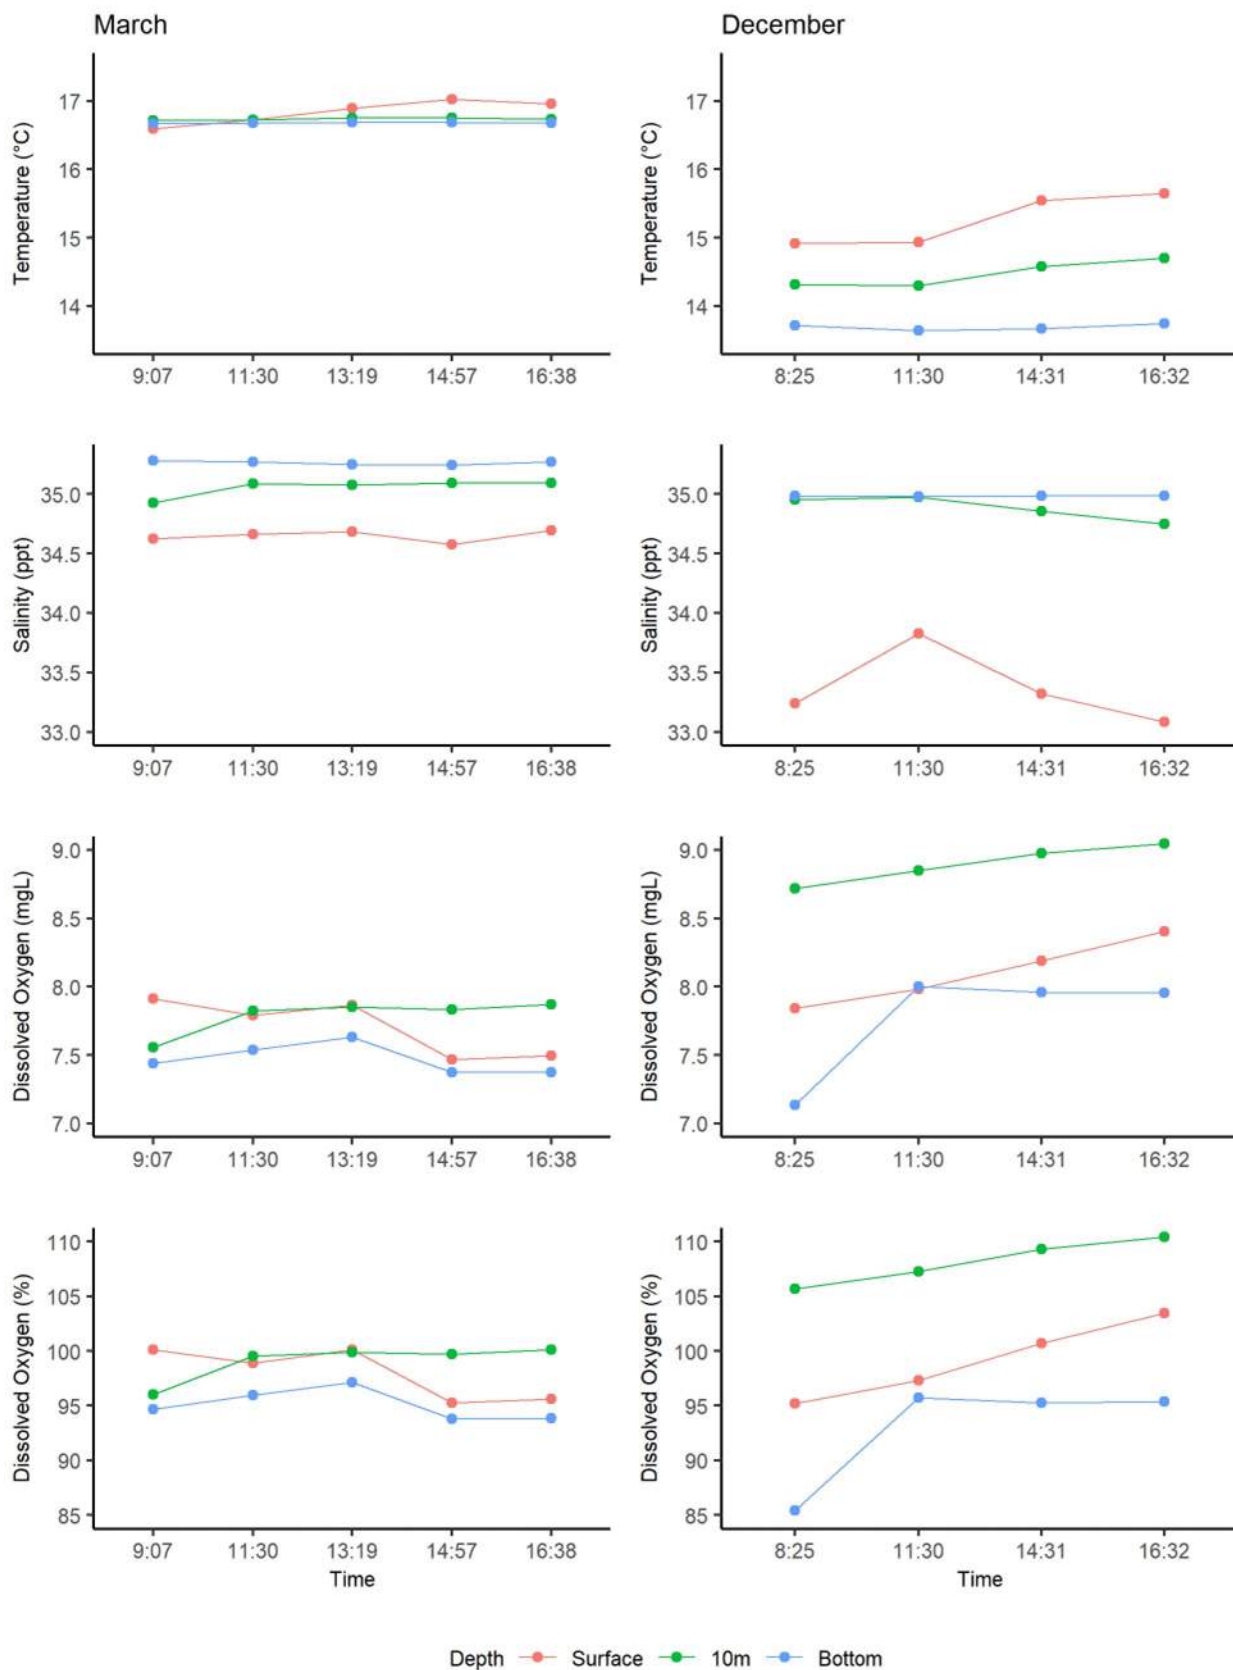 March
December
Temperature (°C)
17
16
15
14
9:07 11:30 13:19 14:57 16:38
Temperature (°C)
17
16
15
14
8:25 11:30 14:31 16:32
Salinity (ppt)
35.0
34.5
34.0
33.5
33.0
9:07 11:30 13:19 14:57 16:38
Salinity (ppt)
35.0
34.5
34.0
33.5
33.0
8:25 11:30 14:31 16:32
Dissolved Oxygen (mgL)
9.0
8.5
8.0
7.5
7.0
9:07 11:30 13:19 14:57 16:38
Dissolved Oxygen (mgL)
9.0
8.5
8.0
7.5
7.0
8:25 11:30 14:31 16:32
Dissolved Oxygen (%)
110
105
100
95
90
85
9:07 11:30 13:19 14:57 16:38
Time
Dissolved Oxygen (%)
110
105
100
95
90
85
8:25 11:30 14:31 16:32
Time
Depth Surface 10m Bottom